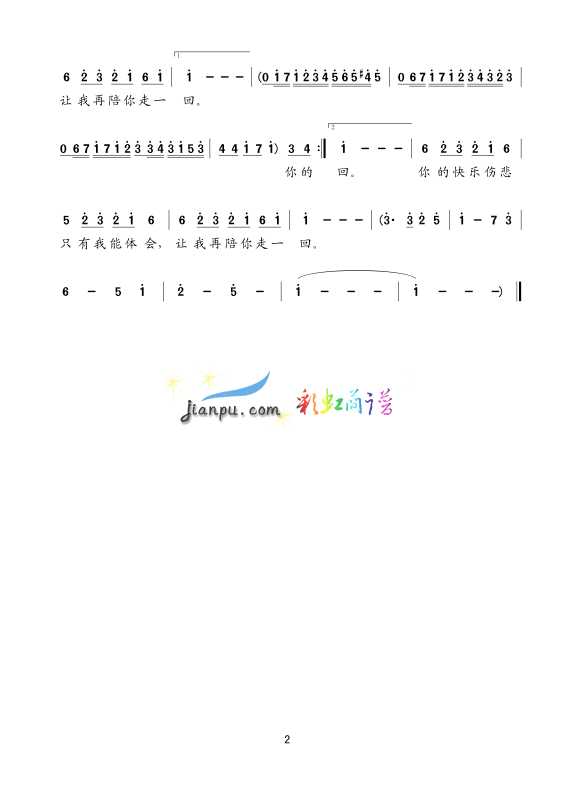 1.
6 2 3 2 1 6 1 | 1 - - - | (0 1 7 1 2 3 4 5 6 5 #4 5 | 0 6 7 1 7 1 2 3 4 3 2 3 |
让我再陪你走一 回。
2.
0 6 7 1 7 1 2 3 3 4 3 1 5 3 | 4 4 1 7 1) 3 4 :| 1 - - - | 6 2 3 2 1 6 |
你的 回。 你的快乐伤悲
5 2 3 2 1 6 | 6 2 3 2 1 6 1 | 1 - - - | (3· 3 2 5 | 1 - 7 3 |
只有我能体会, 让我再陪你走一 回。
6 - 5 1 | 2 - 5 - | 1 - - - | 1 - - -) ‖
jianpu.com 彩虹简谱
2